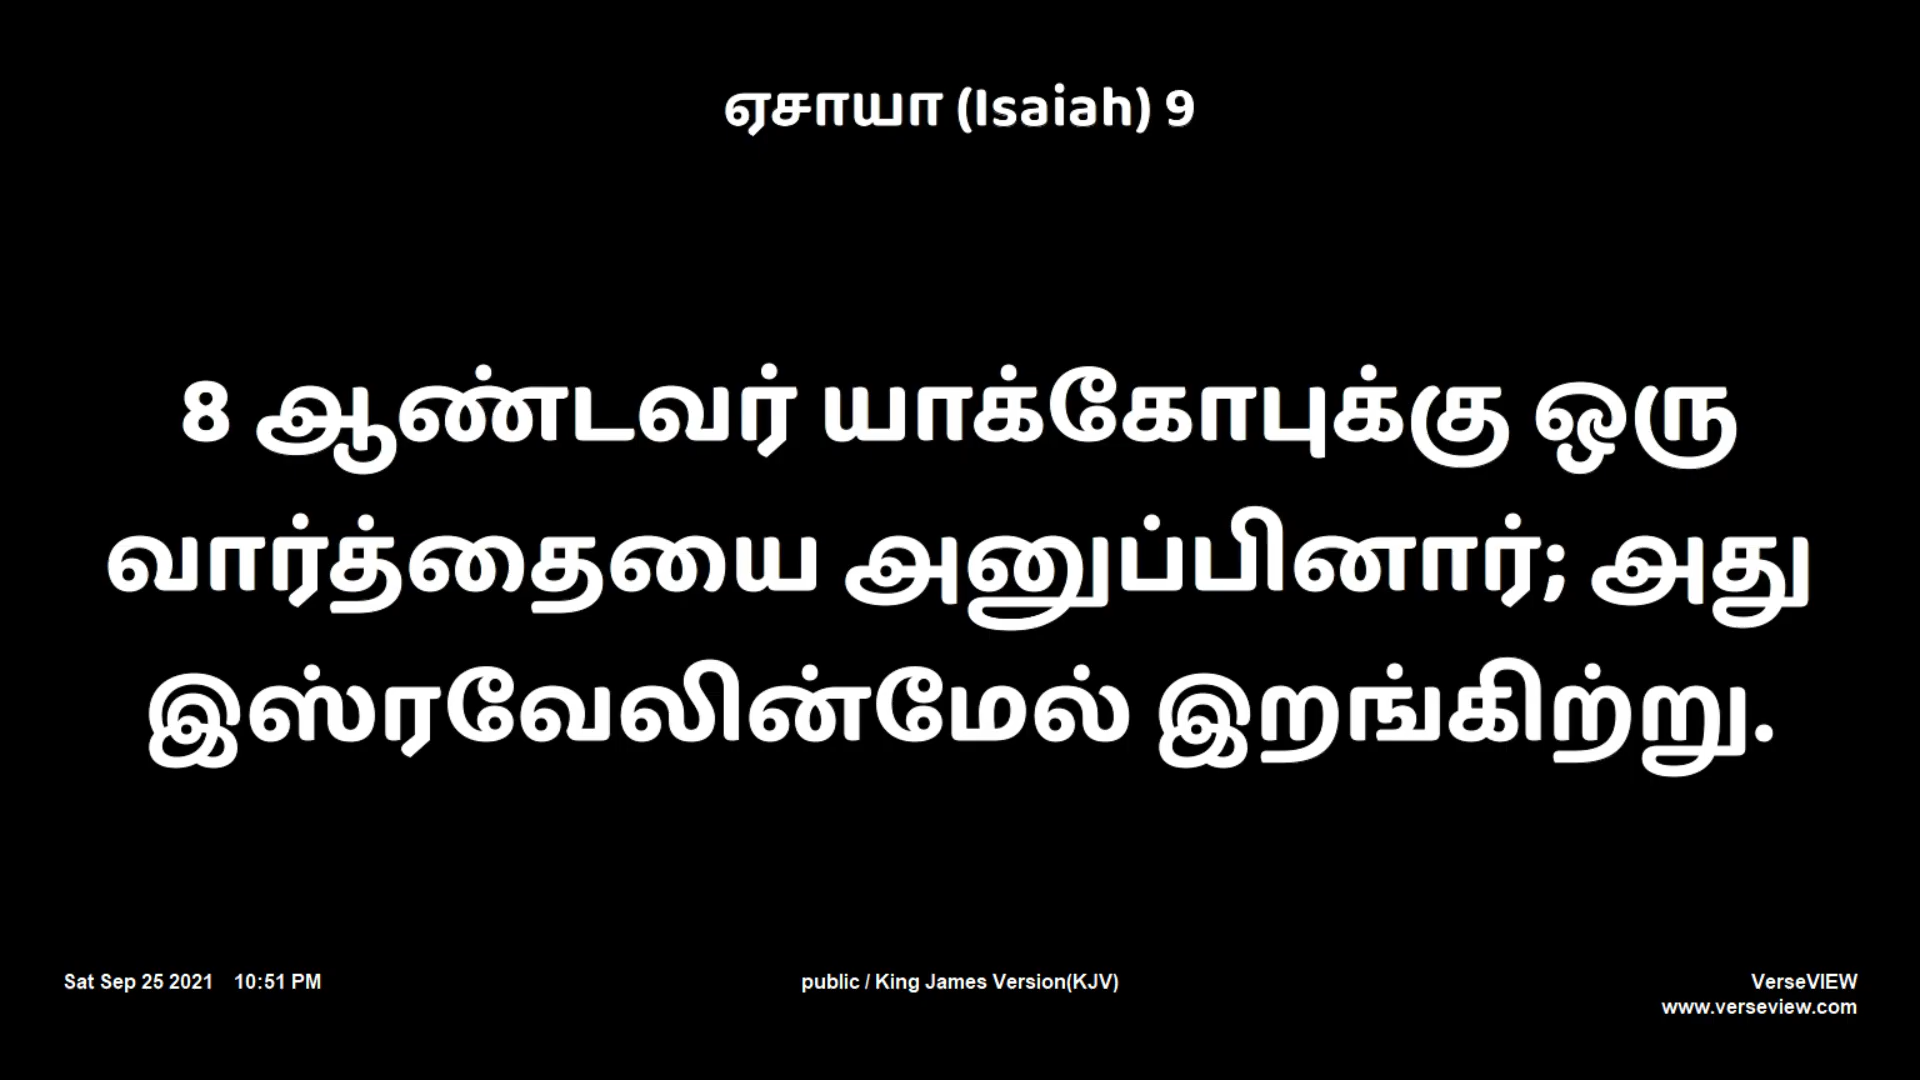 ஏசாயா (Isaiah) 9
8 ஆண்டவர் யாக்கோபுக்கு ஒரு
வார்த்தையை அனுப்பினார்; அது
இஸ்ரவேலின்மேல் இறங்கிற்று.
Sat Sep 25 2021 10:51 PM
public / King James Version(KJV)
VerseVIEW
www.verseview.com